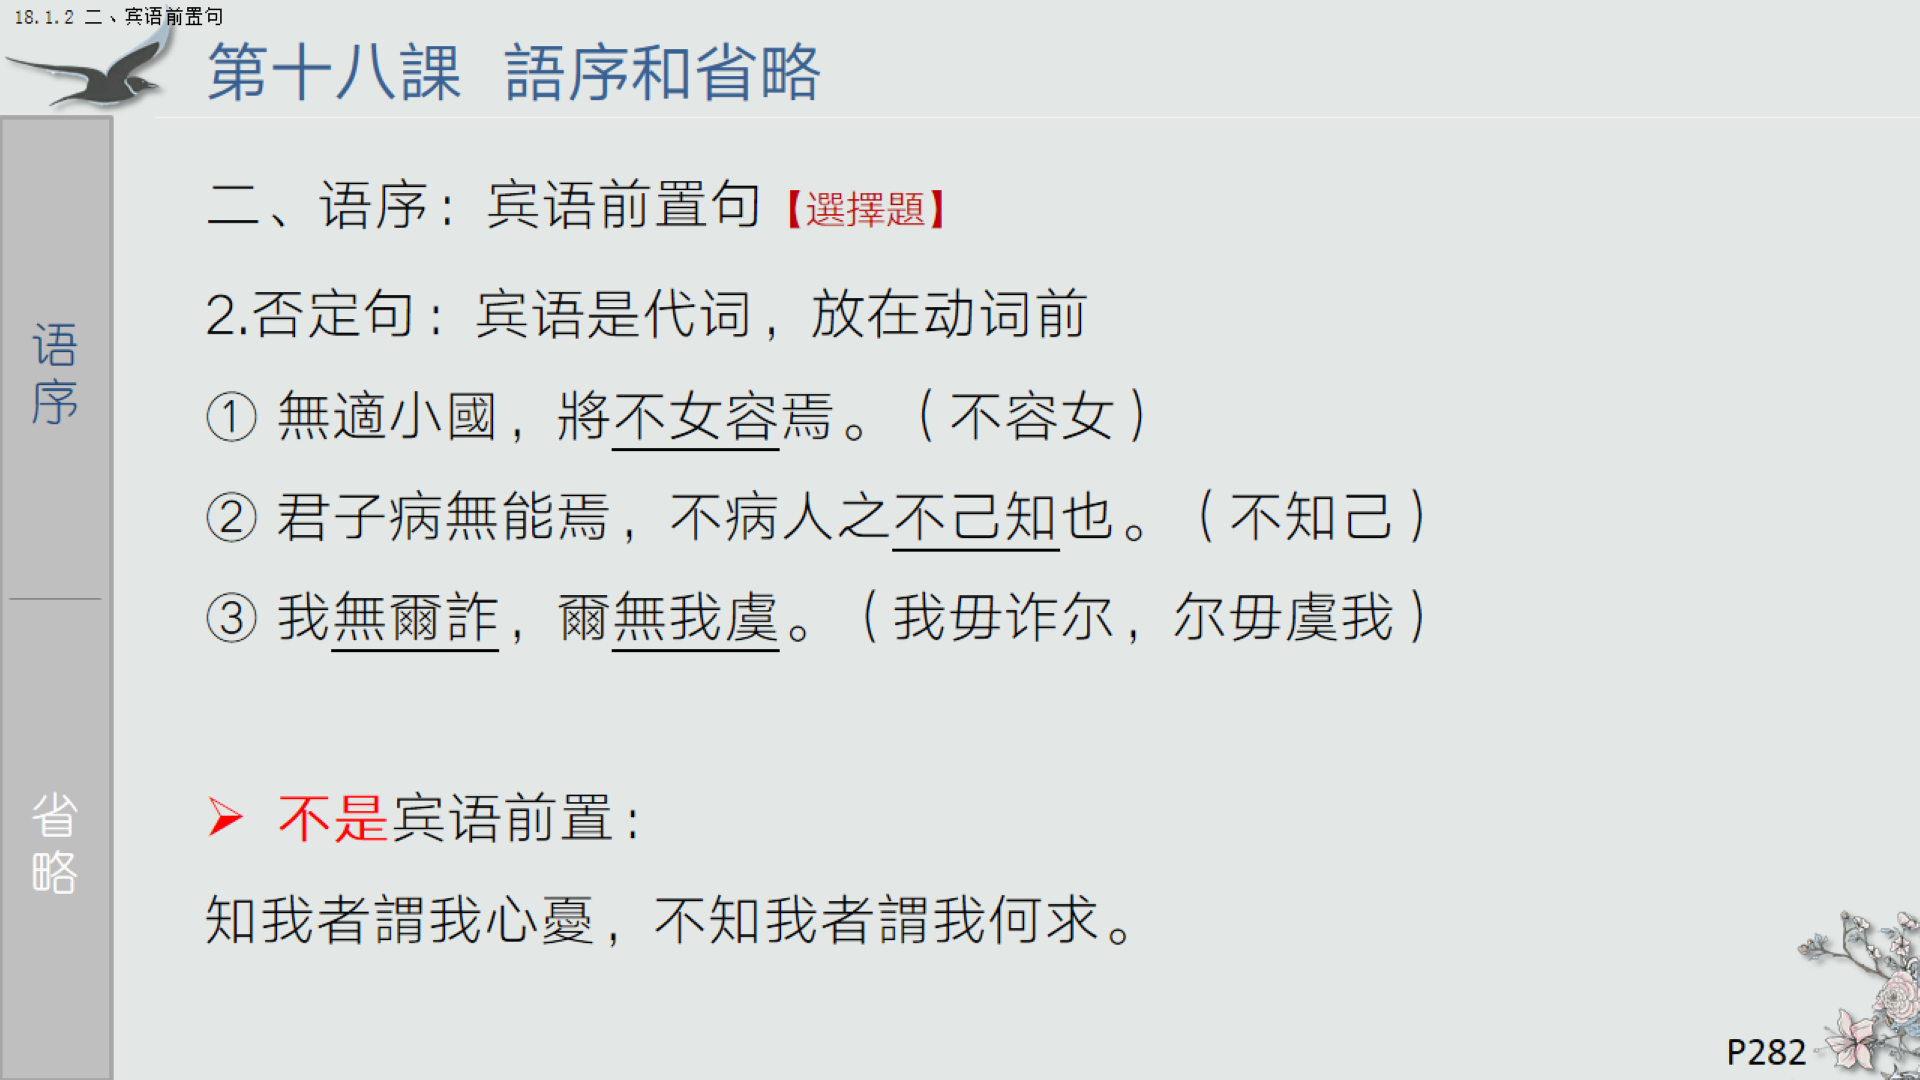 18.1.2 二、宾语前置句
第十八課 語序和省略
语序
省略
二、语序：宾语前置句【選擇題】
2.否定句：宾语是代词，放在动词前
① 無適小國，將不女容焉。（不容女）
② 君子病無能焉，不病人之不己知也。（不知己）
③ 我無爾詐，爾無我虞。（我毋诈尔，尔毋虞我）
➢ 不是宾语前置：
知我者謂我心憂，不知我者謂我何求。
P282